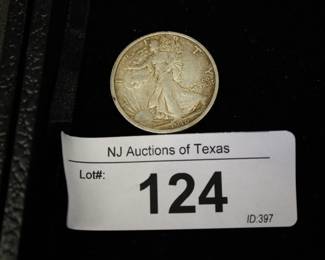 NJ Auctions of Texas
Lot#:
124
ID:397